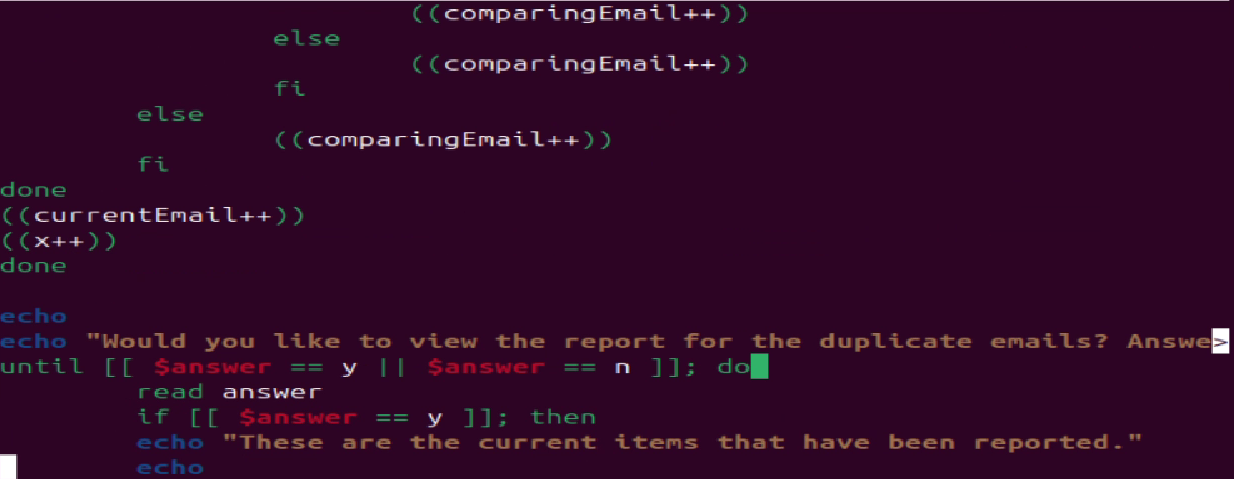 ((comparingEmail++))
else
((comparingEmail++))
fi
else
((comparingEmail++))
fi
done
((currentEmail++))
((x++))
done
echo
echo "Would you like to view the report for the duplicate emails? Answe>
until [[ $answer == y || $answer == n ]]; do
read answer
if [[ $answer == y ]]; then
echo "These are the current items that have been reported."
echo